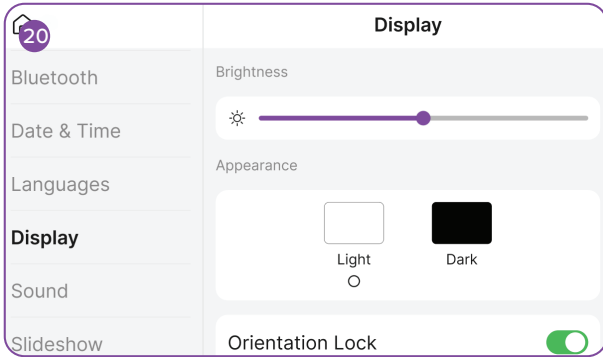 20
Display
Bluetooth
Date & Time
Languages
Display
Sound
Slideshow
Brightness
Appearance
Light
Dark
Orientation Lock